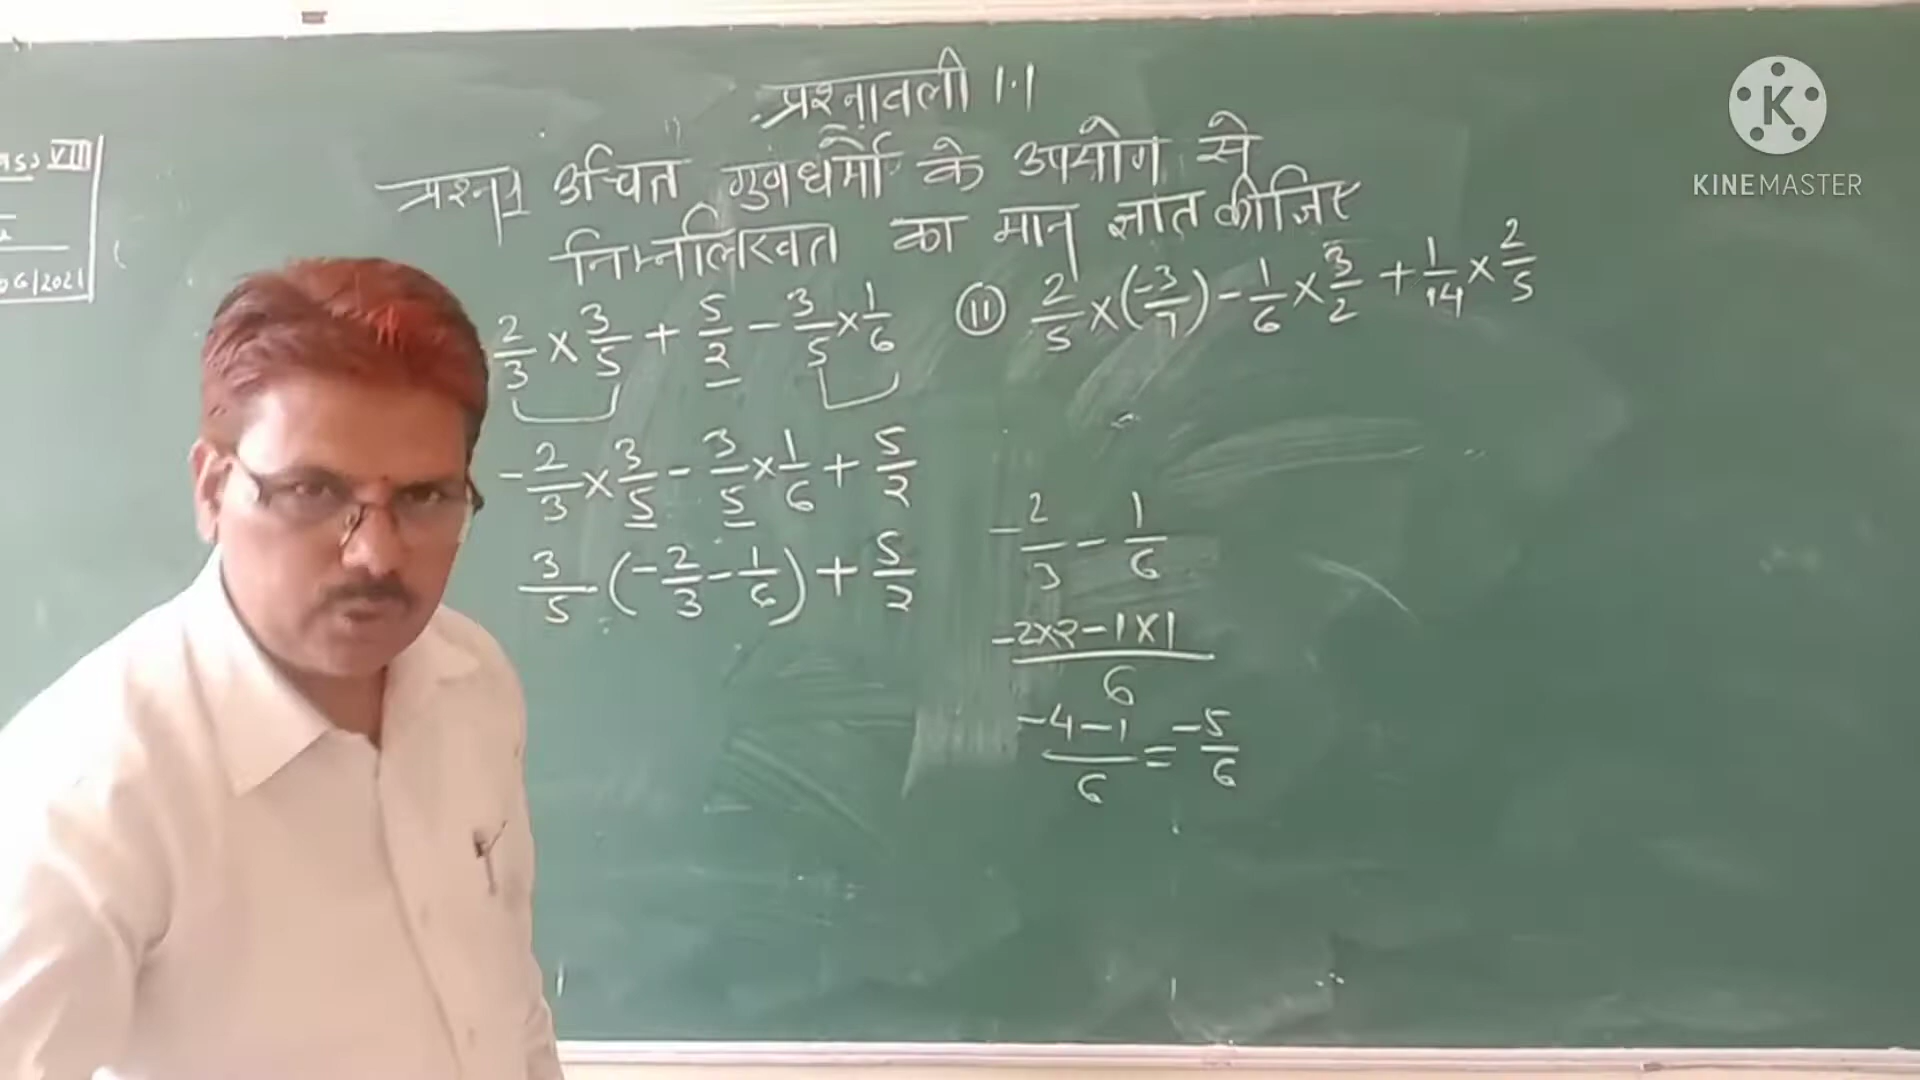 प्रश्नावली 1.1
प्रश्न1 उचित गुणधर्मो के उपयोग से
निम्नलिखित का मान ज्ञात कीजिए
2/3 × 3/5 + 5/2 - 3/5 × 1/6
(ii) 2/5 × (-3/7) - 1/6 × 3/2 + 1/14 × 2/5
- 2/3 × 3/5 - 3/5 × 1/6 + 5/2
3/5 (- 2/3 - 1/6) + 5/2
- 2/3 - 1/6
-2×2 - 1×1 / 6
-4-1 / 6 = -5/6
VIII
06/2021
K
KINEMASTER